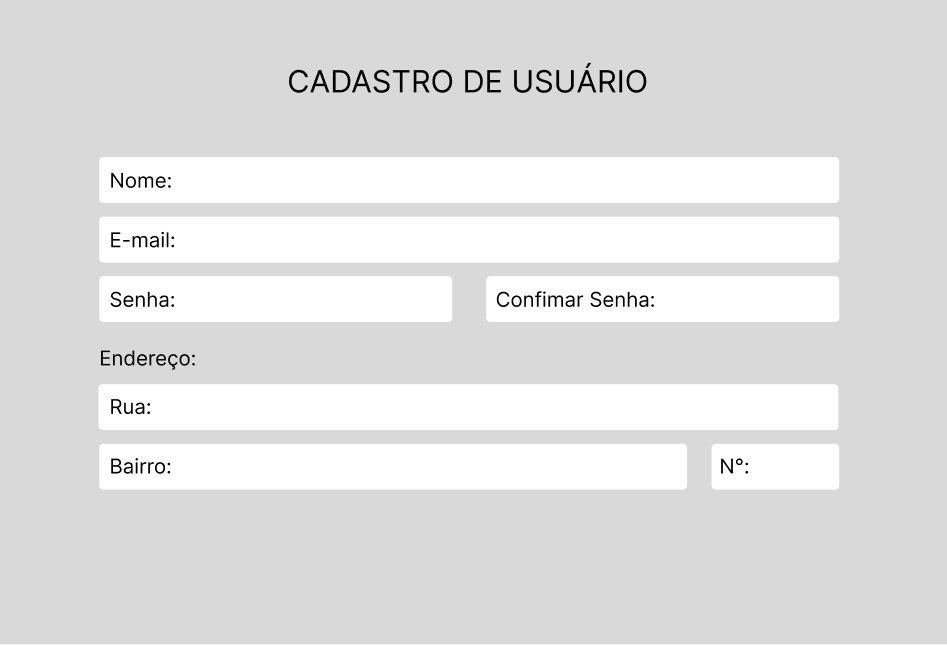 CADASTRO DE USUÁRIO
Nome:
E-mail:
Senha:
Confimar Senha:
Endereço:
Rua:
Bairro:
N°: